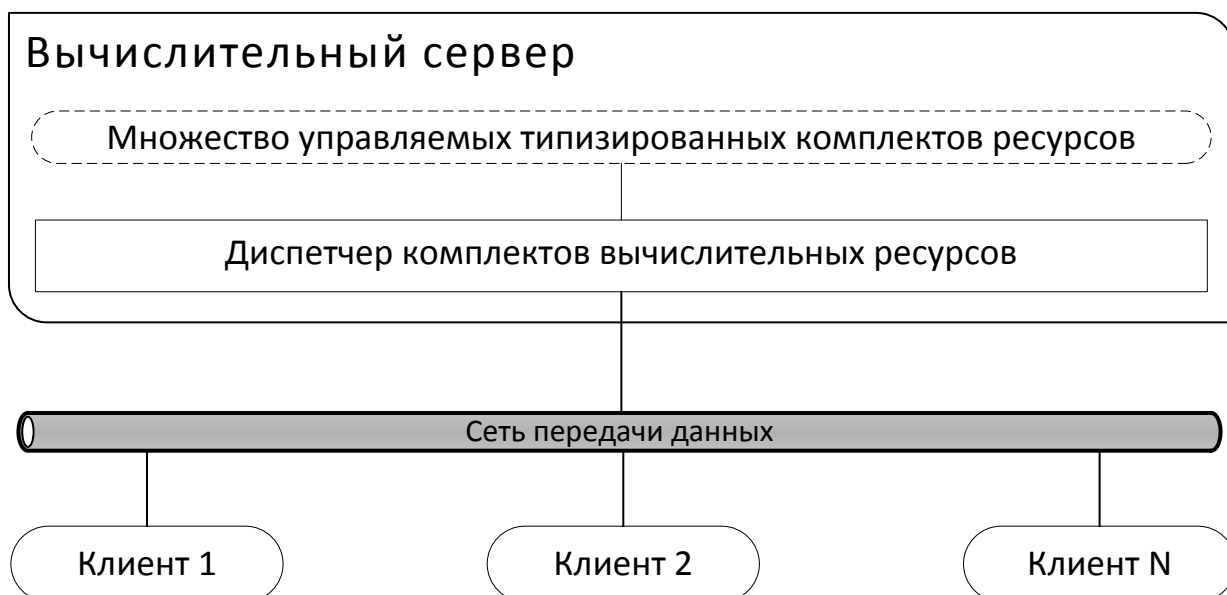 Вычислительный сервер
Множество управляемых типизированных комплектов ресурсов
Диспетчер комплектов вычислительных ресурсов
Сеть передачи данных
Клиент 1
Клиент 2
Клиент N